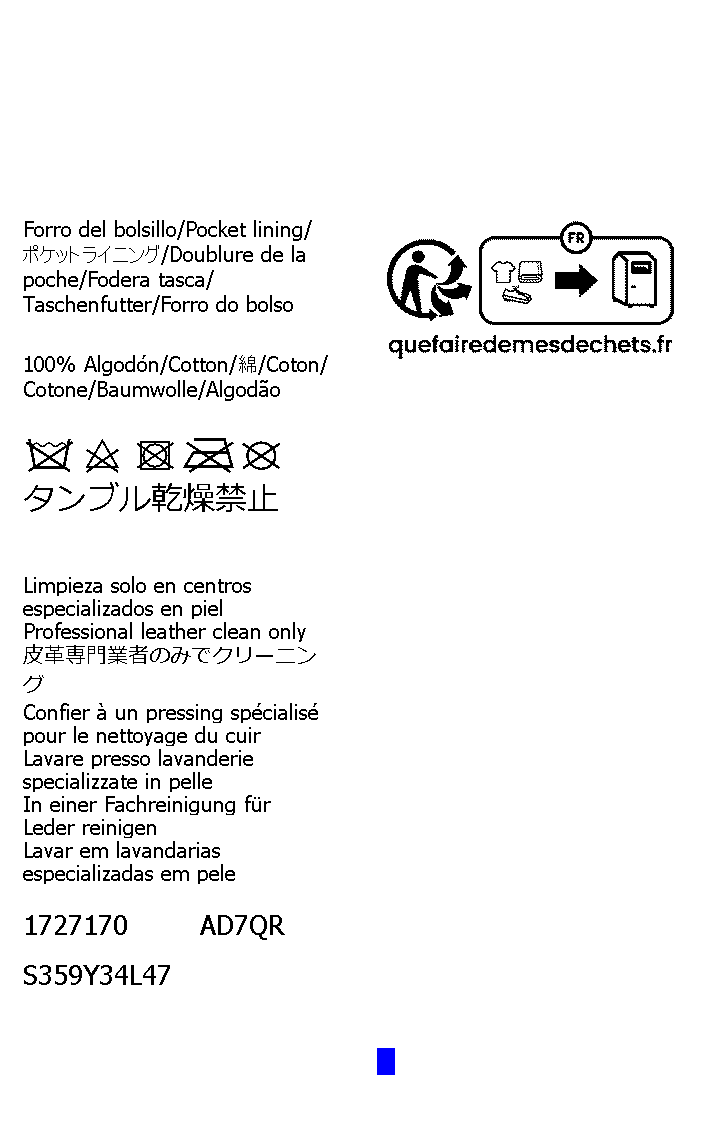 Forro del bolsillo/Pocket lining/
ポケットライニング/Doublure de la
poche/Fodera tasca/
Taschenfutter/Forro do bolso
FR
quefairedemesdechets.fr
100% Algodón/Cotton/綿/Coton/
Cotone/Baumwolle/Algodão
タンブル乾燥禁止
Limpieza solo en centros
especializados en piel
Professional leather clean only
皮革専門業者のみでクリーニン
グ
Confier à un pressing spécialisé
pour le nettoyage du cuir
Lavare presso lavanderie
specializzate in pelle
In einer Fachreinigung für
Leder reinigen
Lavar em lavandarias
especializadas em pele
1727170 AD7QR
S359Y34L47